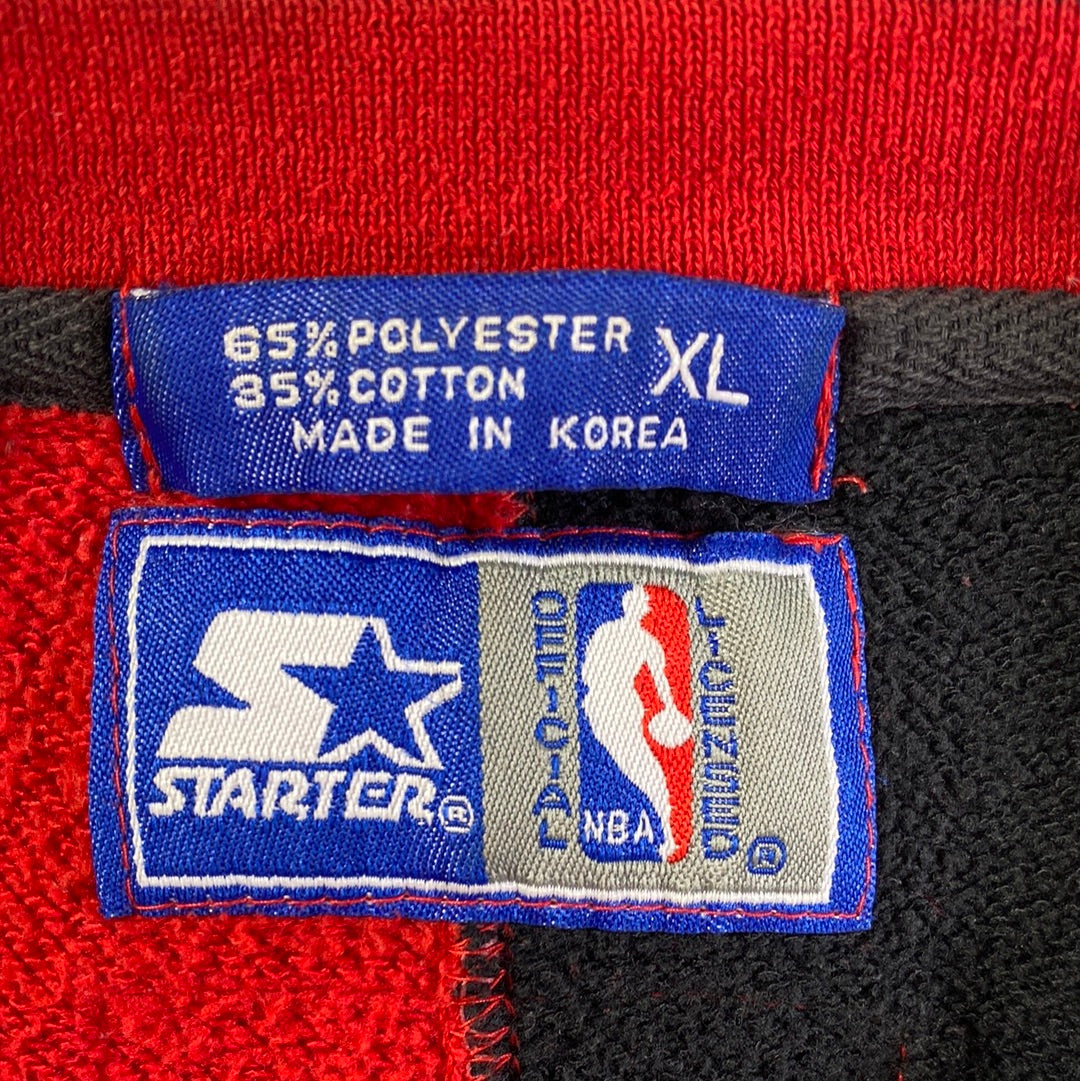 65% POLYESTER XL
35% COTTON
MADE IN KOREA
STARTER®
OFFICIAL
NBA
LICENSED
®